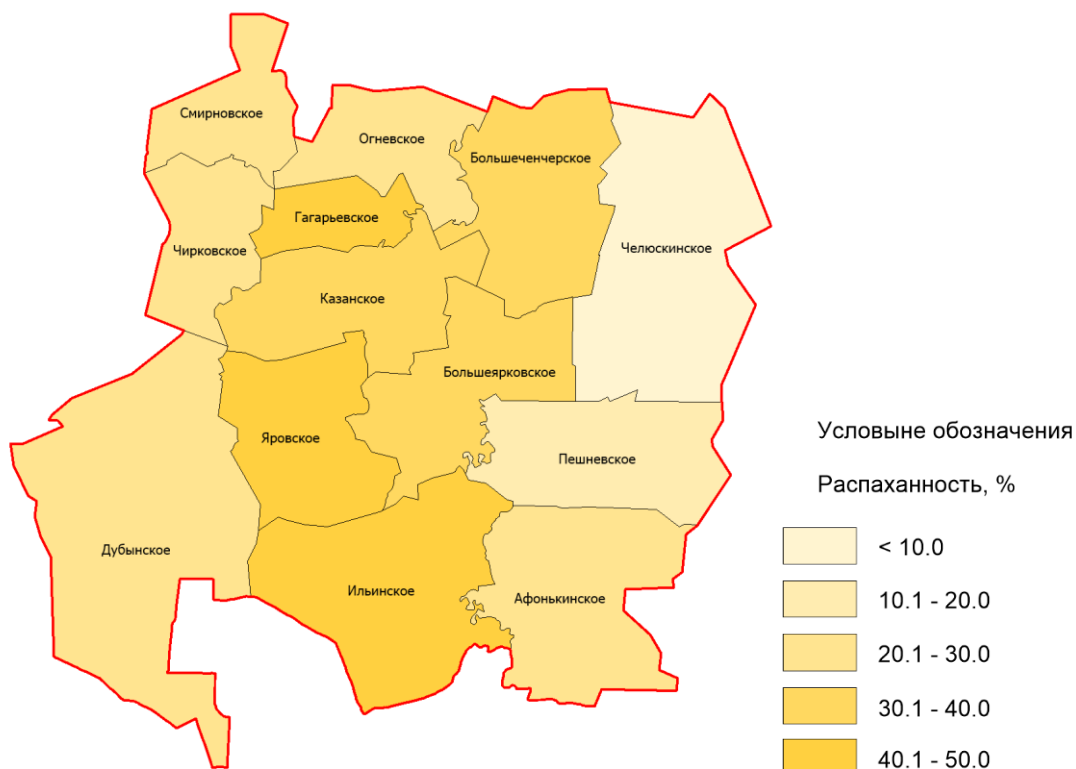 Смирновское
Огневское
Большеченчерское
Гагарьевское
Чирковское
Челюскинское
Казанское
Большеярковское
Яровское
Пешневское
Дубынское
Ильинское
Афонькинское
Условыне обозначения
Распаханность, %
< 10.0
10.1 - 20.0
20.1 - 30.0
30.1 - 40.0
40.1 - 50.0